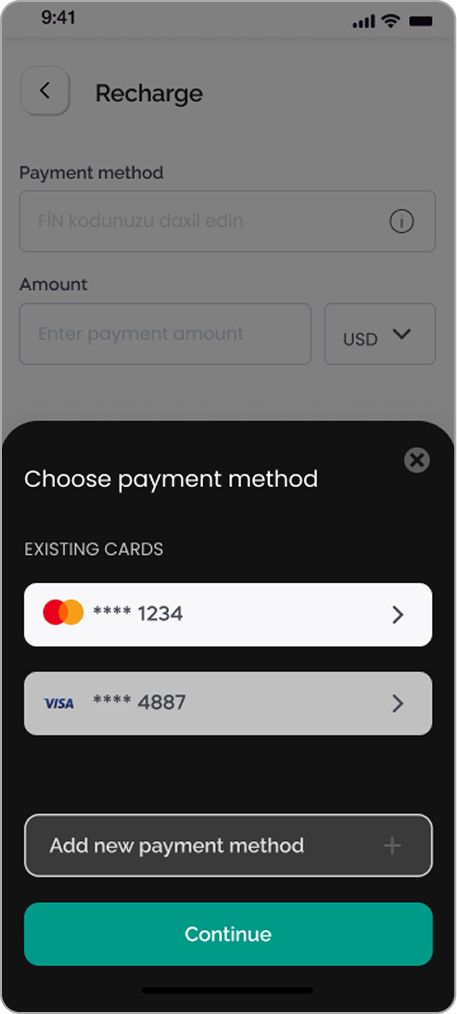 9:41
Recharge
Payment method
FİN kodunuzu daxil edin
Amount
Enter payment amount
USD
Choose payment method
EXISTING CARDS
**** 1234
VISA **** 4887
Add new payment method
Continue